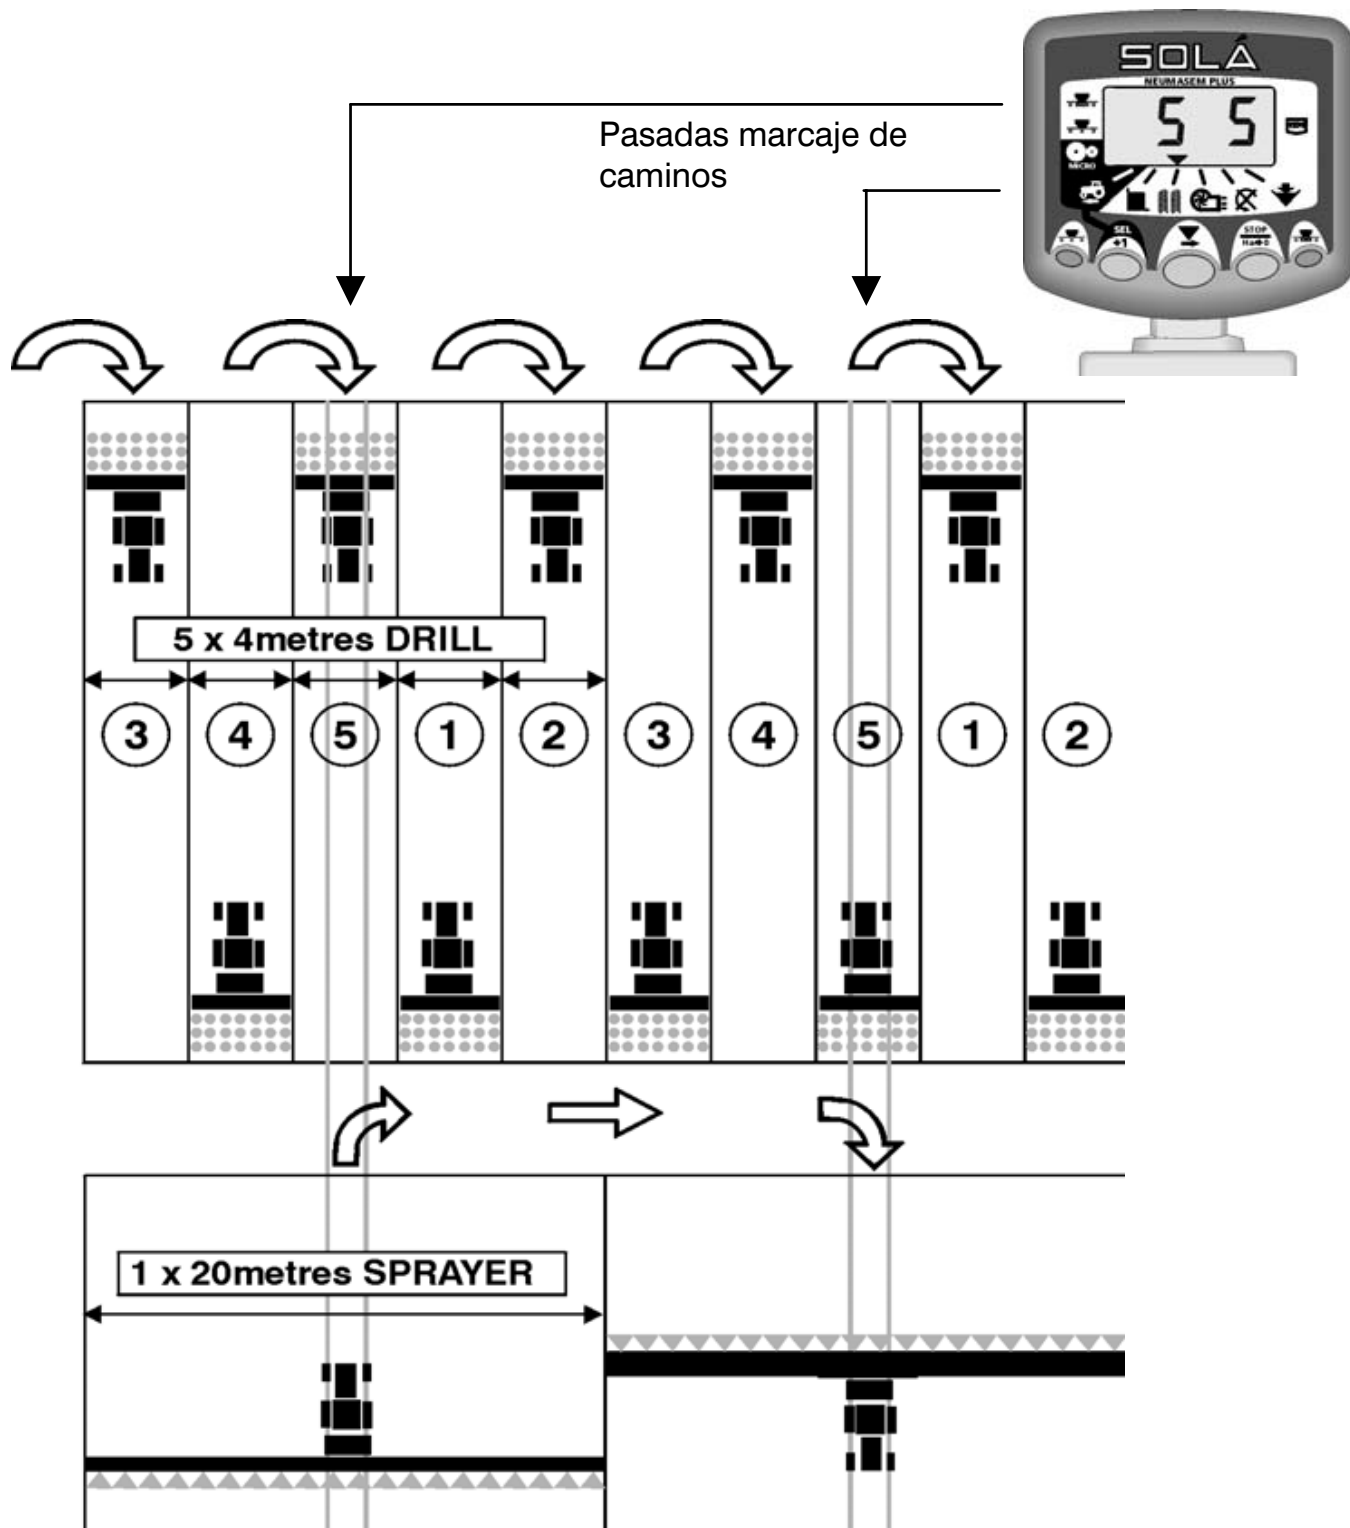 SOLÁ
NEUMASEM PLUS
5 5
MICRO
SEL
+1
STOP
Pasadas marcaje de
caminos
5 x 4metres DRILL
3 4 5 1 2 3 4 5 1 2
1 x 20metres SPRAYER